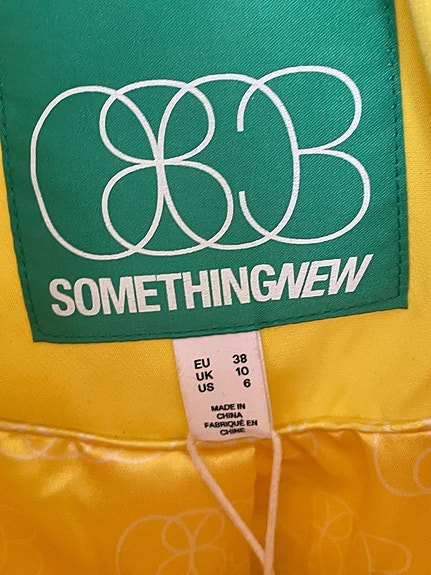 SOMETHINGNEW
EU 38
UK 10
US 6
MADE IN
CHINA
FABRIQUÉ EN
CHINE